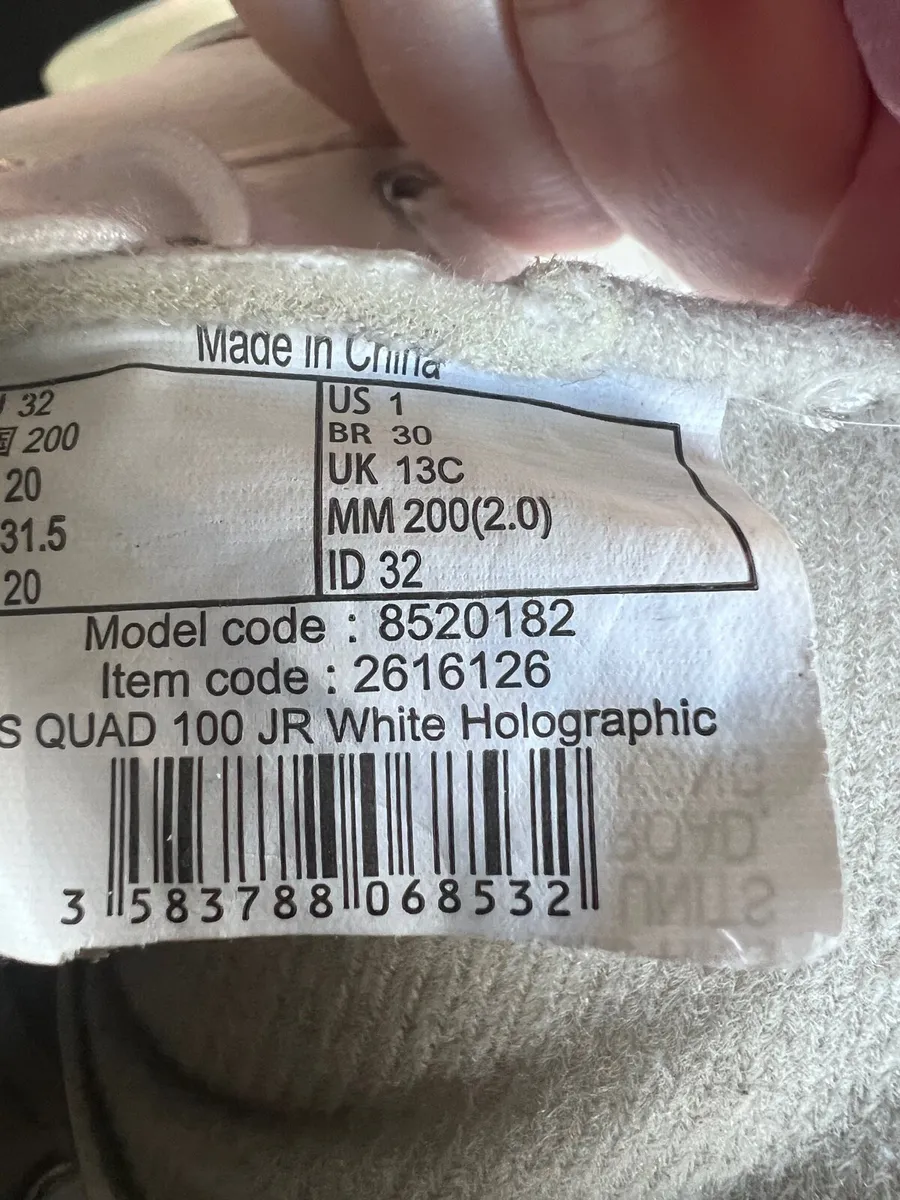 Made in China
32
US 1
国 200
BR 30
20
UK 13C
31.5
MM 200(2.0)
20
ID 32
Model code : 8520182
Item code : 2616126
S QUAD 100 JR White Holographic
3 583788 068532